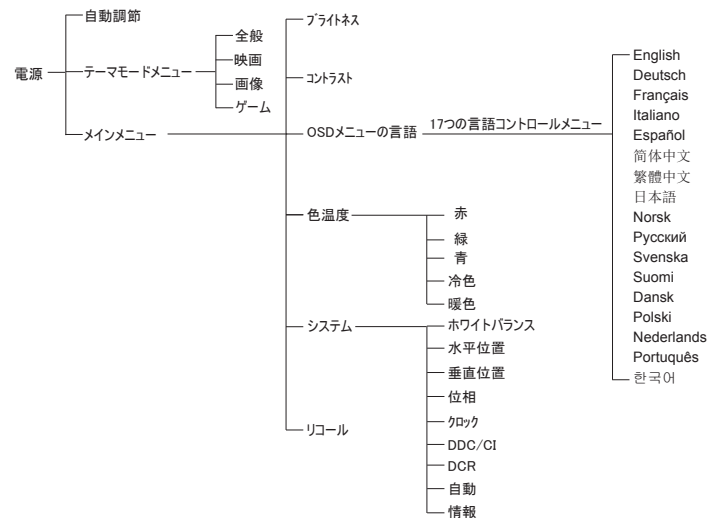 電源
自動調節
テーマモードメニュー
全般
映画
画像
ゲーム
メインメニュー
ブライトネス
コントラスト
OSDメニューの言語
17つの言語コントロールメニュー
English
Deutsch
Français
Italiano
Español
简体中文
繁體中文
日本語
Norsk
Русский
Svenska
Suomi
Dansk
Polski
Nederlands
Português
한국어
色温度
赤
緑
青
冷色
暖色
システム
ホワイトバランス
水平位置
垂直位置
位相
クロック
DDC/CI
DCR
自動
情報
リコール